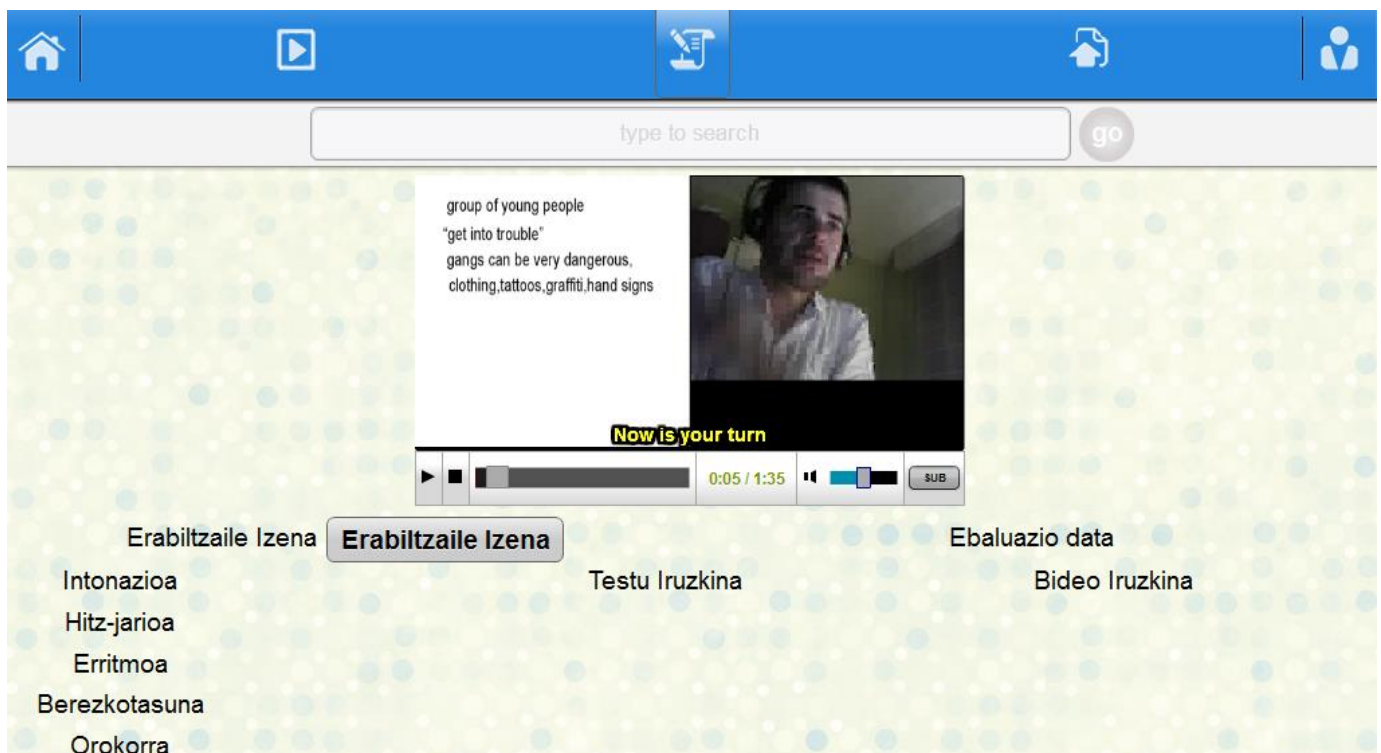 type to search
go
group of young people
“get into trouble”
gangs can be very dangerous,
clothing,tattoos,graffiti,hand signs
Now is your turn
0:05 / 1:35
SUB
Erabiltzaile Izena Erabiltzaile Izena Ebaluazio data
Intonazioa Testu Iruzkina Bideo Iruzkina
Hitz-jarioa
Erritmoa
Berezkotasuna
Orokorra